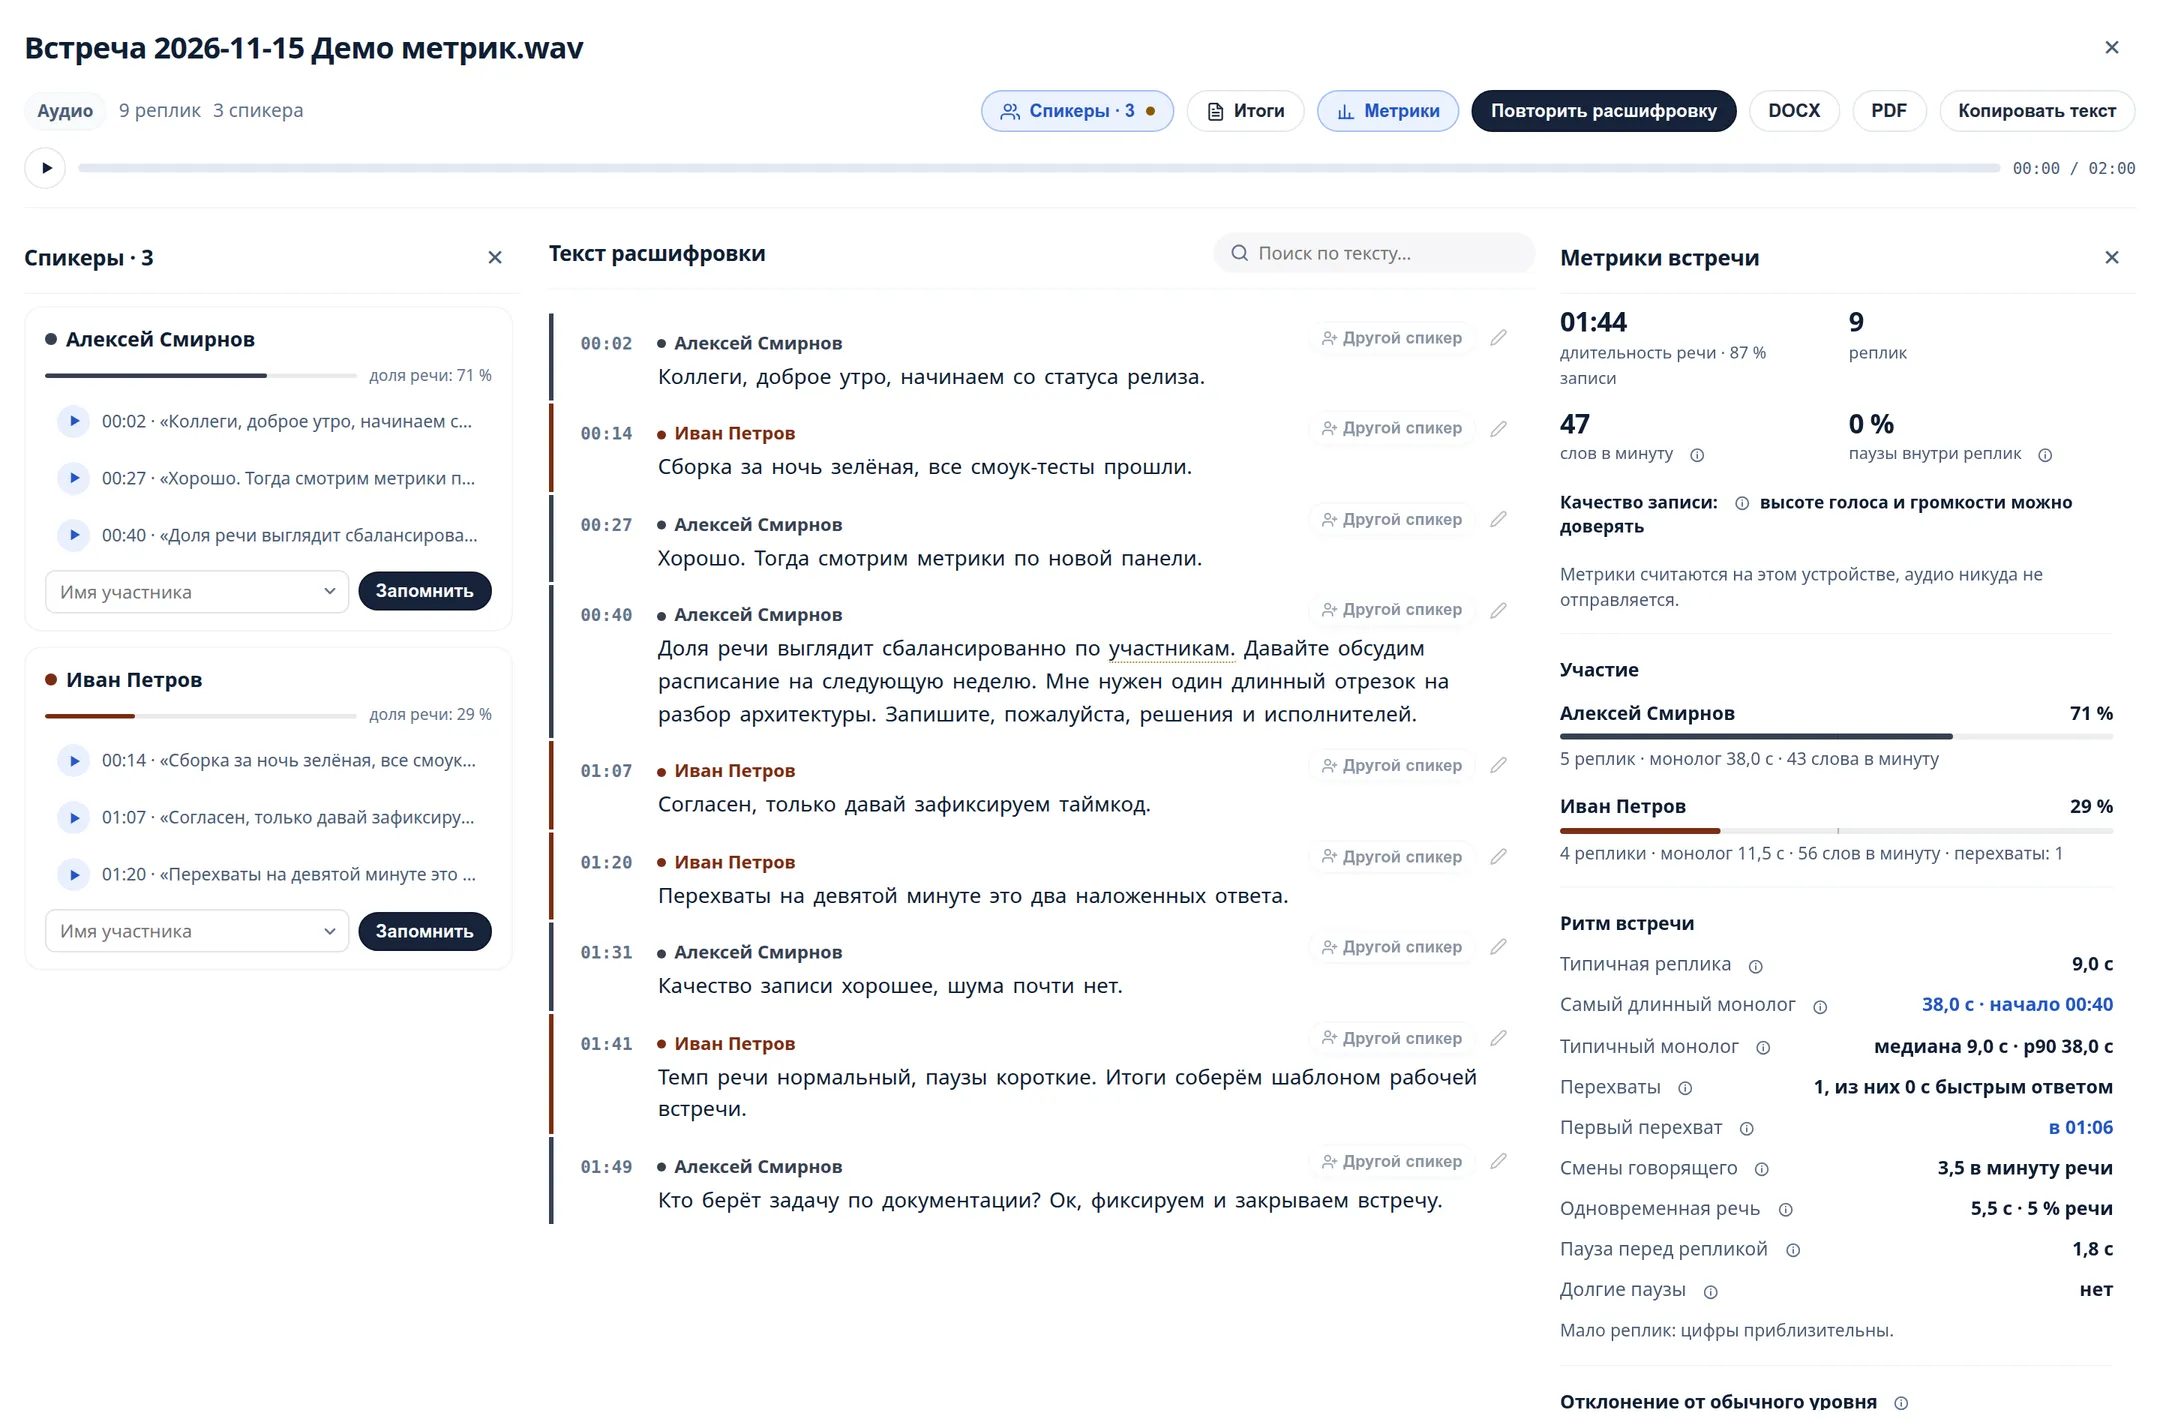 Встреча 2026-11-15 Демо метрик.wav
Аудио 9 реплик 3 спикера
Спикеры · 3
Итоги
Метрики
Повторить расшифровку
DOCX
PDF
Копировать текст
00:00 / 02:00
Спикеры · 3
Алексей Смирнов
доля речи: 71 %
00:02 · «Коллеги, доброе утро, начинаем с...
00:27 · «Хорошо. Тогда смотрим метрики п...
00:40 · «Доля речи выглядит сбалансирова...
Имя участника
Запомнить
Иван Петров
доля речи: 29 %
00:14 · «Сборка за ночь зелёная, все смоук...
01:07 · «Согласен, только давай зафиксиру...
01:20 · «Перехваты на девятой минуте это ...
Имя участника
Запомнить
Текст расшифровки
Поиск по тексту...
00:02 Алексей Смирнов
Другой спикер
Коллеги, доброе утро, начинаем со статуса релиза.
00:14 Иван Петров
Другой спикер
Сборка за ночь зелёная, все смоук-тесты прошли.
00:27 Алексей Смирнов
Другой спикер
Хорошо. Тогда смотрим метрики по новой панели.
00:40 Алексей Смирнов
Другой спикер
Доля речи выглядит сбалансированно по участникам. Давайте обсудим
расписание на следующую неделю. Мне нужен один длинный отрезок на
разбор архитектуры. Запишите, пожалуйста, решения и исполнителей.
01:07 Иван Петров
Другой спикер
Согласен, только давай зафиксируем таймкод.
01:20 Иван Петров
Другой спикер
Перехваты на девятой минуте это два наложенных ответа.
01:31 Алексей Смирнов
Другой спикер
Качество записи хорошее, шума почти нет.
01:41 Иван Петров
Другой спикер
Темп речи нормальный, паузы короткие. Итоги соберём шаблоном рабочей
встречи.
01:49 Алексей Смирнов
Другой спикер
Кто берёт задачу по документации? Ок, фиксируем и закрываем встречу.
Метрики встречи
01:44
длительность речи · 87 %
записи
9
реплик
47
слов в минуту
0 %
паузы внутри реплик
Качество записи: высоте голоса и громкости можно
доверять
Метрики считаются на этом устройстве, аудио никуда не
отправляется.
Участие
Алексей Смирнов 71 %
5 реплик · монолог 38,0 с · 43 слова в минуту
Иван Петров 29 %
4 реплики · монолог 11,5 с · 56 слов в минуту · перехваты: 1
Ритм встречи
Типичная реплика 9,0 с
Самый длинный монолог 38,0 с · начало 00:40
Типичный монолог медиана 9,0 с · p90 38,0 с
Перехваты 1, из них 0 с быстрым ответом
Первый перехват в 01:06
Смены говорящего 3,5 в минуту речи
Одновременная речь 5,5 с · 5 % речи
Пауза перед репликой 1,8 с
Долгие паузы нет
Мало реплик: цифры приблизительны.
Отклонение от обычного уровня